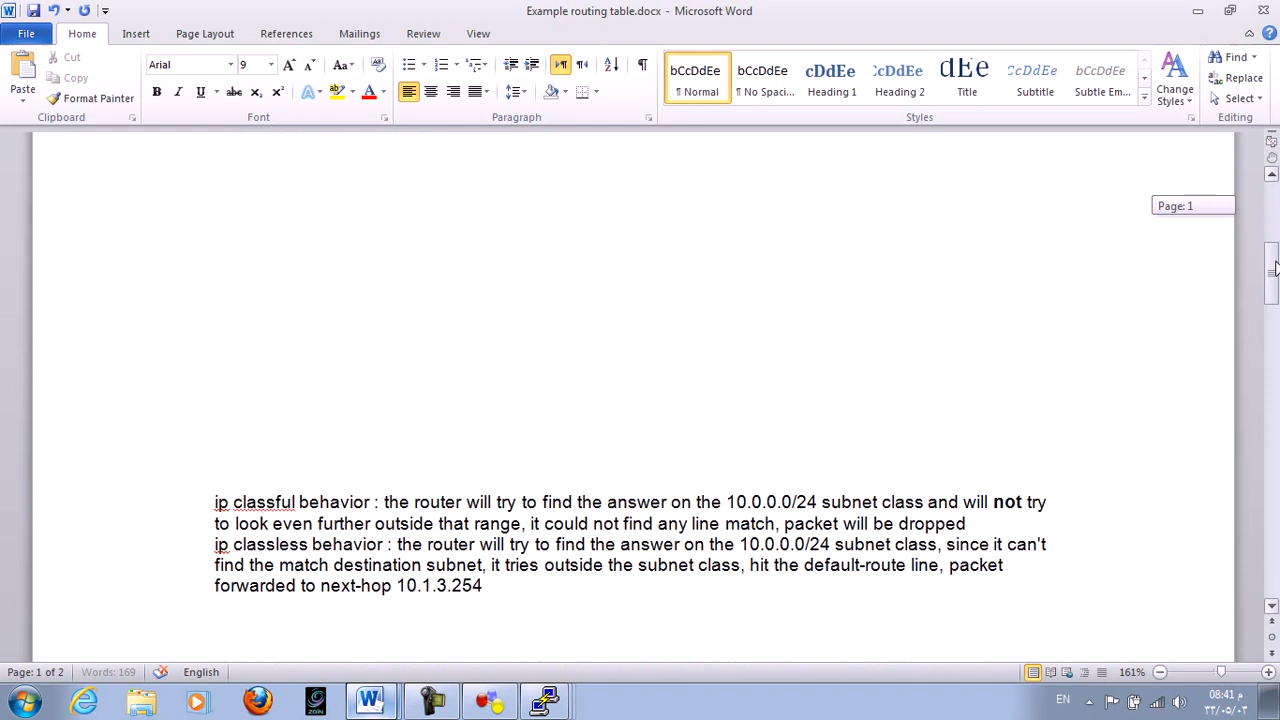 Example routing table.docx - Microsoft Word
File Home Insert Page Layout References Mailings Review View
Paste
Cut
Copy
Format Painter
Clipboard
Arial 9
Font
Paragraph
bCcDdEe bCcDdEe cDdEe :cDdEe dEe CcDdEe bCcDdEe
¶ Normal ¶ No Spaci... Heading 1 Heading 2 Title Subtitle Subtle Em...
Styles
Change Styles
Find
Replace
Select
Editing
Page: 1
ip classful behavior : the router will try to find the answer on the 10.0.0.0/24 subnet class and will not try
to look even further outside that range, it could not find any line match, packet will be dropped
ip classless behavior : the router will try to find the answer on the 10.0.0.0/24 subnet class, since it can't
find the match destination subnet, it tries outside the subnet class, hit the default-route line, packet
forwarded to next-hop 10.1.3.254
Page: 1 of 2 Words: 169 English 161%
EN
م 08:41